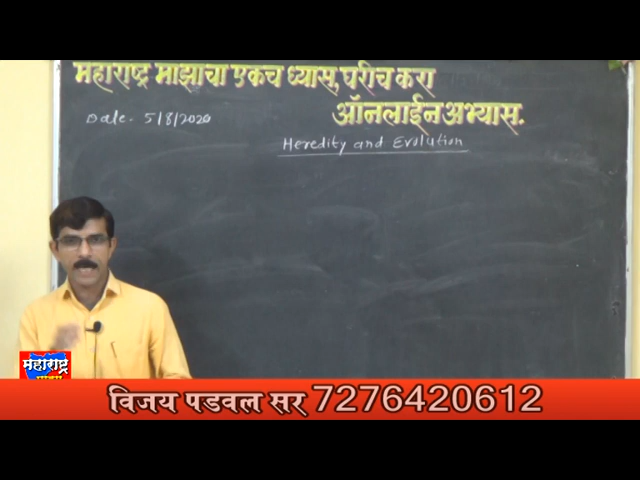 महाराष्ट्र माझाचा एकच ध्यास, घरीच करा
ऑनलाईन अभ्यास.
Date- 5/8/2020
Heredity and Evolution
महाराष्ट्र
विजय पडवल सर 7276420612